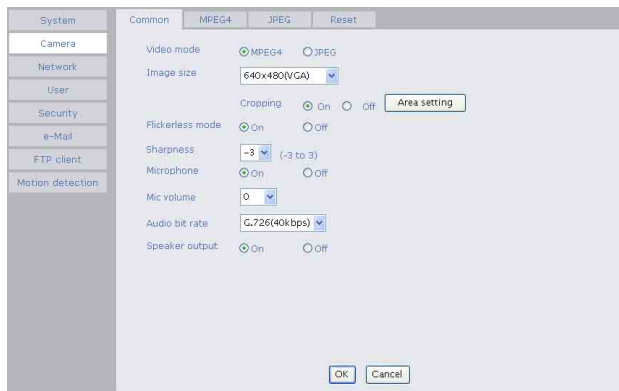 System
Camera
Network
User
Security
e-Mail
FTP client
Motion detection
Common MPEG4 JPEG Reset
Video mode MPEG4 JPEG
Image size 640x480(VGA)
Cropping On Off Area setting
Flickerless mode On Off
Sharpness -3 (-3 to 3)
Microphone On Off
Mic volume 0
Audio bit rate G.726(40kbps)
Speaker output On Off
OK Cancel